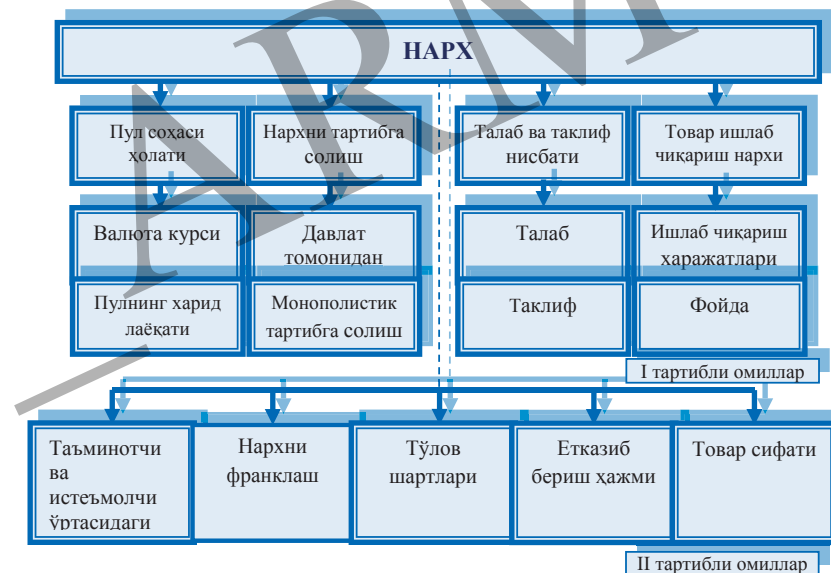 НАРХ
Пул соҳаси
ҳолати
Нархни тартибга
солиш
Талаб ва таклиф
нисбати
Товар ишлаб
чиқариш нархи
Валюта курси
Давлат
томонидан
Талаб
Ишлаб чиқариш
харажатлари
Пулнинг харид
лаёқати
Монополистик
тартибга солиш
Таклиф
Фойда
I тартибли омиллар
Таъминотчи
ва
истеъмолчи
ўртасидаги
Нархни
франклаш
Тўлов
шартлари
Етказиб
бериш ҳажми
Товар сифати
II тартибли омиллар
ARM